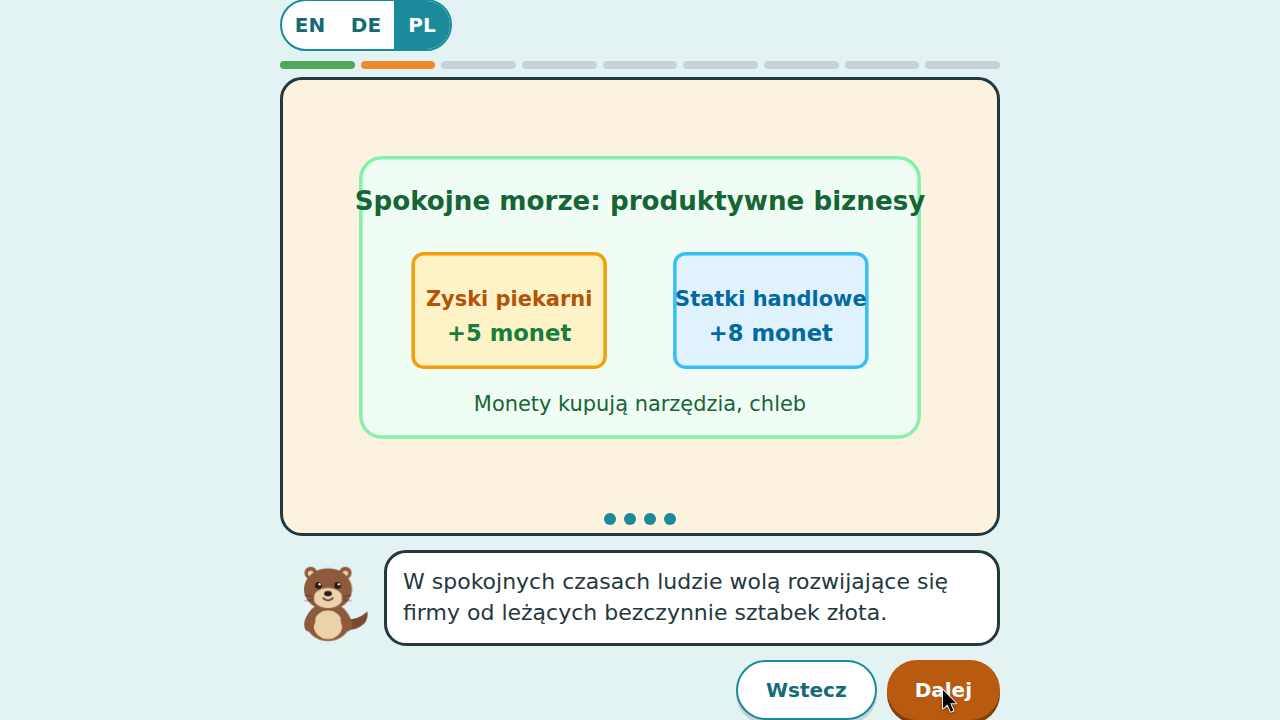 EN DE PL
Spokojne morze: produktywne biznesy
Zyski piekarni
+5 monet
Statki handlowe
+8 monet
Monety kupują narzędzia, chleb
W spokojnych czasach ludzie wolą rozwijające się
firmy od leżących bezczynnie sztabek złota.
Wstecz
Dalej